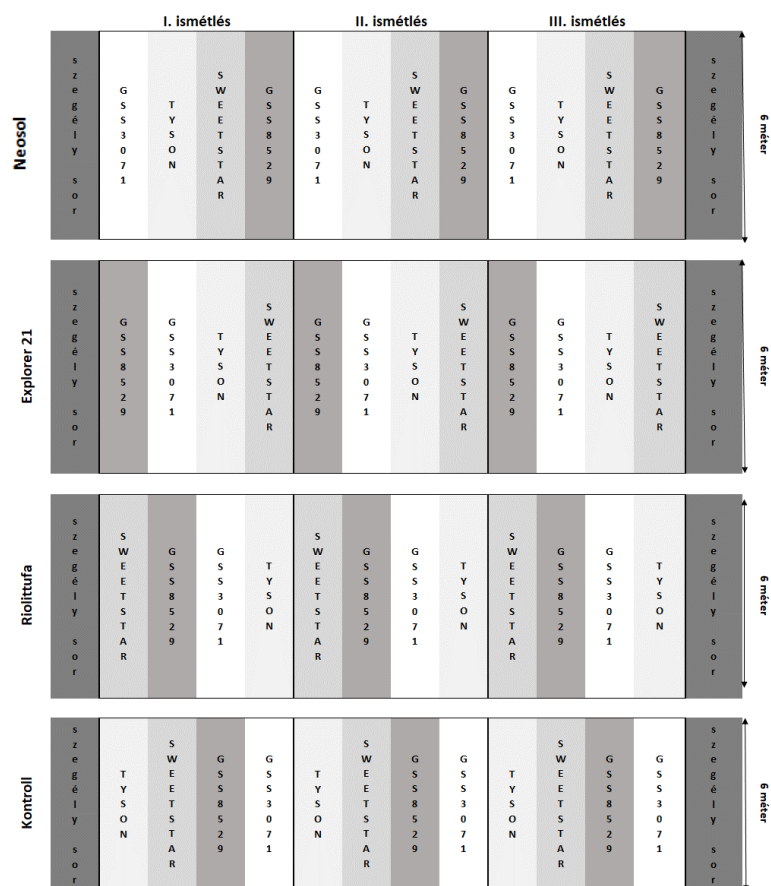 I. ismétlés II. ismétlés III. ismétlés
Neosol
szegély sor
GSS3071
TYSON
SWEETSTAR
GSS8529
GSS3071
TYSON
SWEETSTAR
GSS8529
GSS3071
TYSON
SWEETSTAR
GSS8529
szegély sor
6 méter
Explorer 21
szegély sor
GSS8529
GSS3071
TYSON
SWEETSTAR
GSS8529
GSS3071
TYSON
SWEETSTAR
GSS8529
GSS3071
TYSON
SWEETSTAR
szegély sor
6 méter
Riolittufa
szegély sor
SWEETSTAR
GSS8529
GSS3071
TYSON
SWEETSTAR
GSS8529
GSS3071
TYSON
SWEETSTAR
GSS8529
GSS3071
TYSON
szegély sor
6 méter
Kontroll
szegély sor
TYSON
SWEETSTAR
GSS8529
GSS3071
TYSON
SWEETSTAR
GSS8529
GSS3071
TYSON
SWEETSTAR
GSS8529
GSS3071
szegély sor
6 méter